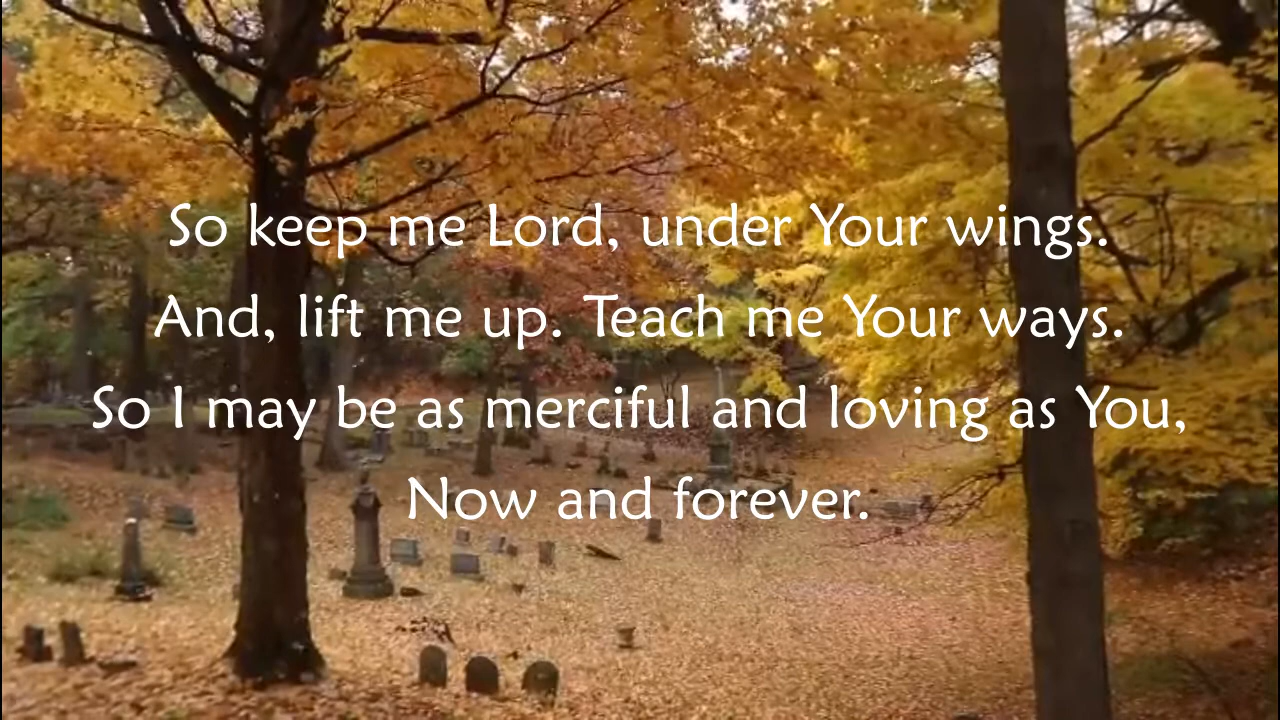 So keep me Lord, under Your wings.
And, lift me up. Teach me Your ways.
So I may be as merciful and loving as You,
Now and forever.